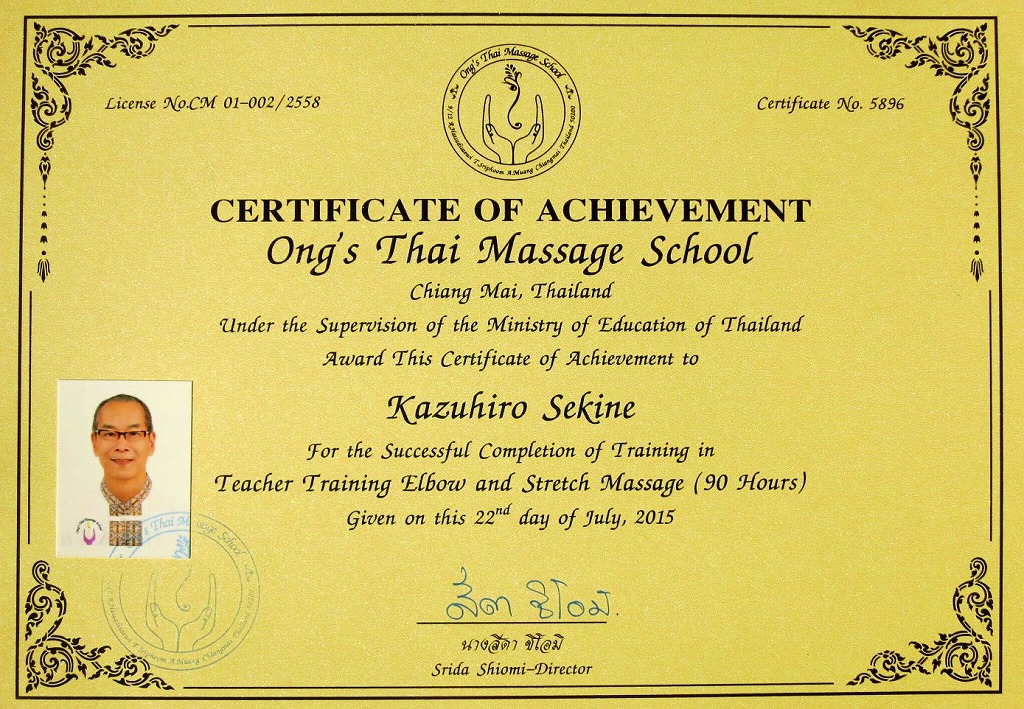 Ong's Thai Massage School
License No.CM 01-002/2558
Certificate No. 5896
CERTIFICATE OF ACHIEVEMENT
Ong's Thai Massage School
Chiang Mai, Thailand
Under the Supervision of the Ministry of Education of Thailand
Award This Certificate of Achievement to
Kazuhiro Sekine
For the Successful Completion of Training in
Teacher Training Elbow and Stretch Massage (90 Hours)
Given on this 22nd day of July, 2015
Thai Massage School
นางสีดา ชิโอมิ
Srida Shiomi-Director